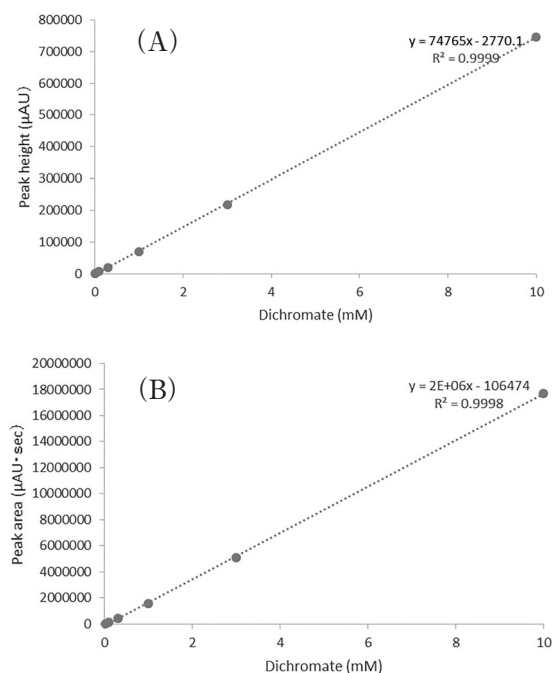 (A)
y = 74765x - 2770.1
R² = 0.9999
800000
700000
600000
500000
400000
300000
200000
100000
0
Peak height (μAU)
0 2 4 6 8 10
Dichromate (mM)
(B)
y = 2E+06x - 106474
R² = 0.9998
20000000
18000000
16000000
14000000
12000000
10000000
8000000
6000000
4000000
2000000
0
Peak area (μAU・sec)
0 2 4 6 8 10
Dichromate (mM)